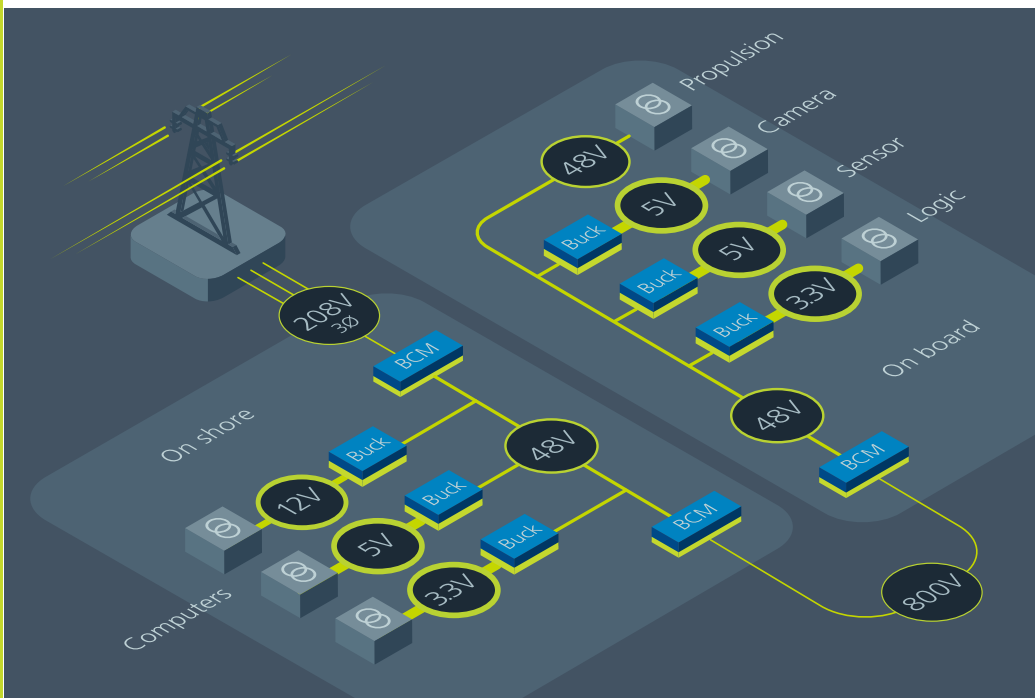 Propulsion
Camera
Sensor
Logic
48V
5V
5V
3.3V
Buck
Buck
Buck
On board
48V
BCM
208V
3Ø
BCM
On shore
48V
Buck
Buck
Buck
12V
5V
3.3V
BCM
800V
Computers